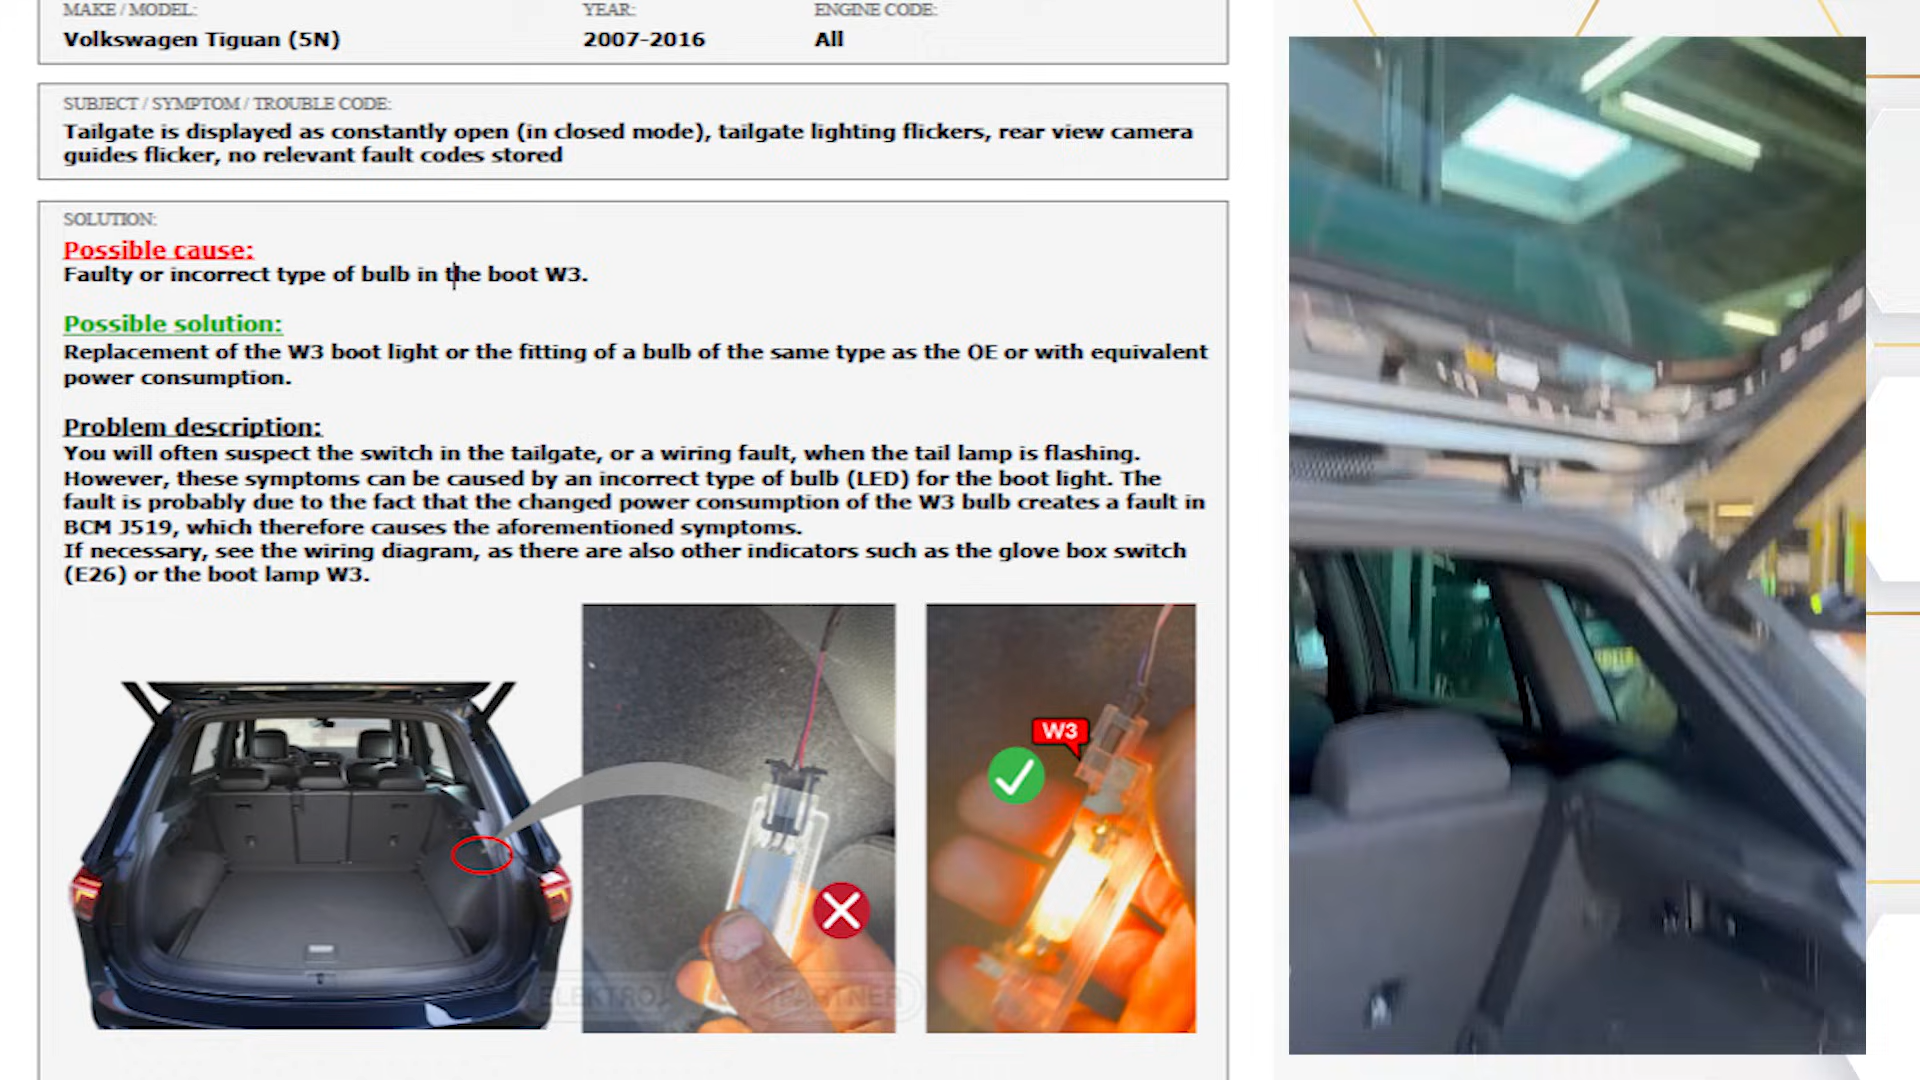 MAKE / MODEL:
YEAR:
ENGINE CODE:
Volkswagen Tiguan (5N)
2007-2016
All
SUBJECT / SYMPTOM / TROUBLE CODE:
Tailgate is displayed as constantly open (in closed mode), tailgate lighting flickers, rear view camera
guides flicker, no relevant fault codes stored
SOLUTION:
Possible cause:
Faulty or incorrect type of bulb in the boot W3.
Possible solution:
Replacement of the W3 boot light or the fitting of a bulb of the same type as the OE or with equivalent
power consumption.
Problem description:
You will often suspect the switch in the tailgate, or a wiring fault, when the tail lamp is flashing.
However, these symptoms can be caused by an incorrect type of bulb (LED) for the boot light. The
fault is probably due to the fact that the changed power consumption of the W3 bulb creates a fault in
BCM J519, which therefore causes the aforementioned symptoms.
If necessary, see the wiring diagram, as there are also other indicators such as the glove box switch
(E26) or the boot lamp W3.
W3
ELEKTRO PARTNER